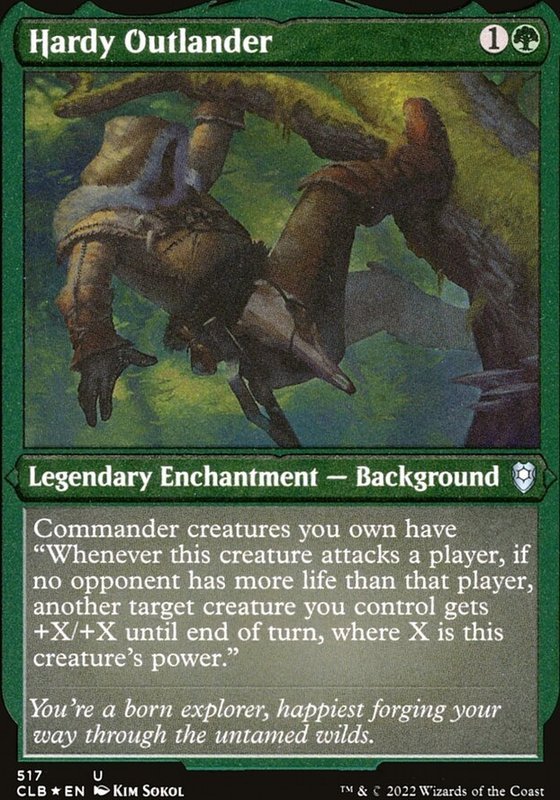 Hardy Outlander 1
Legendary Enchantment — Background
Commander creatures you own have
“Whenever this creature attacks a player, if
no opponent has more life than that player,
another target creature you control gets
+X/+X until end of turn, where X is this
creature's power.”
You're a born explorer, happiest forging your
way through the untamed wilds.
517 U
CLB★EN Kim Sokol ™ & © 2022 Wizards of the Coast